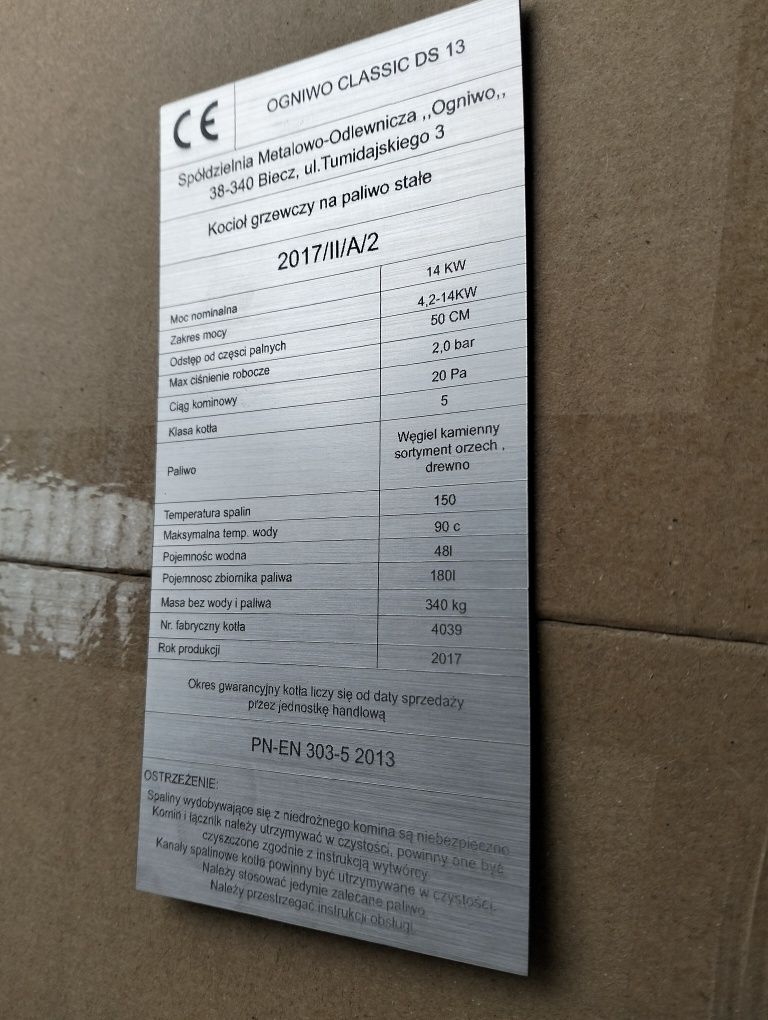 CE
OGNIWO CLASSIC DS 13
Spółdzielnia Metalowo-Odlewnicza ,,Ogniwo,,
38-340 Biecz, ul.Tumidajskiego 3
Kocioł grzewczy na paliwo stałe
2017/II/A/2
Moc nominalna 14 KW
Zakres mocy 4,2-14KW
Odstęp od części palnych 50 CM
Max ciśnienie robocze 2,0 bar
Ciąg kominowy 20 Pa
Klasa kotła 5
Paliwo Węgiel kamienny
sortyment orzech ,
drewno
Temperatura spalin 150
Maksymalna temp. wody 90 c
Pojemność wodna 48l
Pojemnosc zbiornika paliwa 180l
Masa bez wody i paliwa 340 kg
Nr. fabryczny kotła 4039
Rok produkcji 2017
Okres gwarancyjny kotła liczy się od daty sprzedaży
przez jednostkę handlową
PN-EN 303-5 2013
OSTRZEŻENIE:
Spaliny wydobywające się z niedrożnego komina są niebezpieczne
Komin i łącznik należy utrzymywać w czystości, powinny one być
czyszczone zgodnie z instrukcją wytwórcy
Kanały spalinowe kotła powinny być utrzymywane w czystości.
Należy stosować jedynie zalecane paliwo
Należy przestrzegać instrukcji obsługi